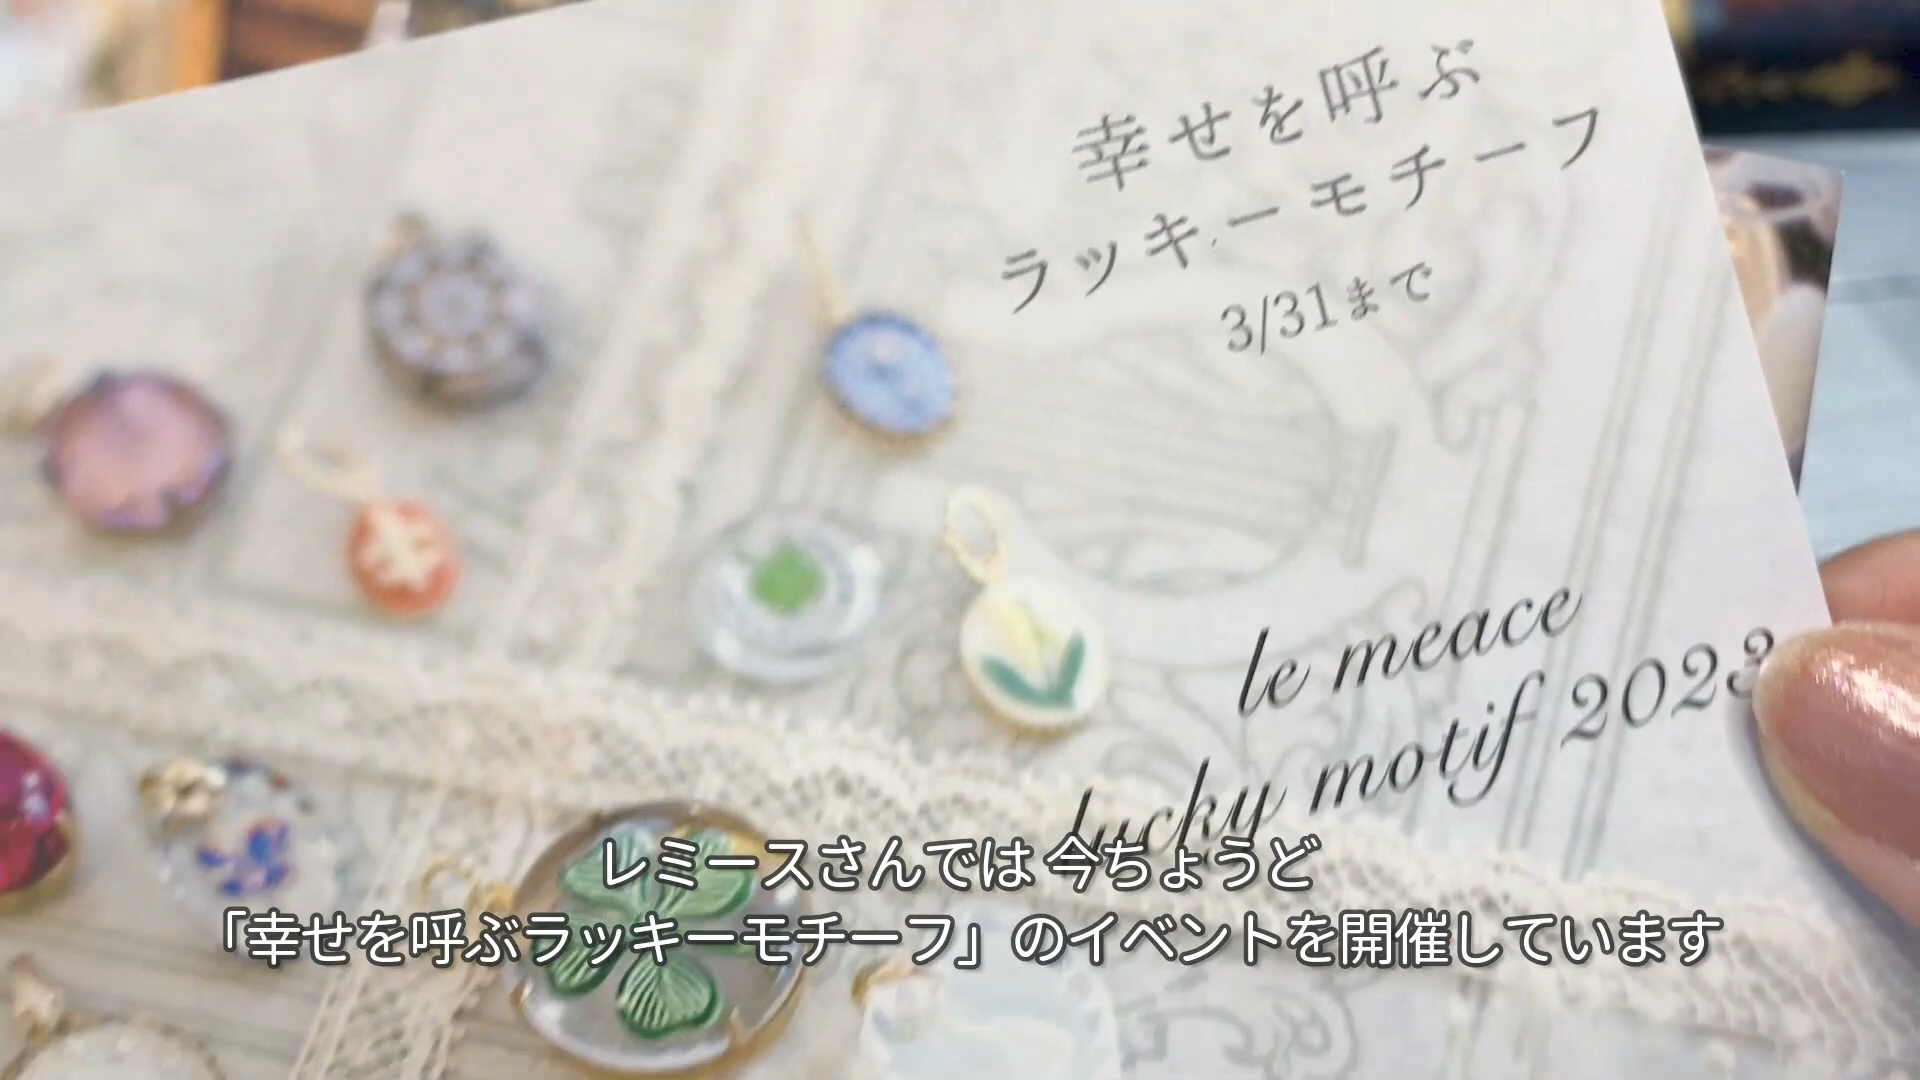 幸せを呼ぶ
ラッキーモチーフ
3/31まで
le meace
lucky motif 2023
レミースさんでは 今ちょうど
「幸せを呼ぶラッキーモチーフ」のイベントを開催しています